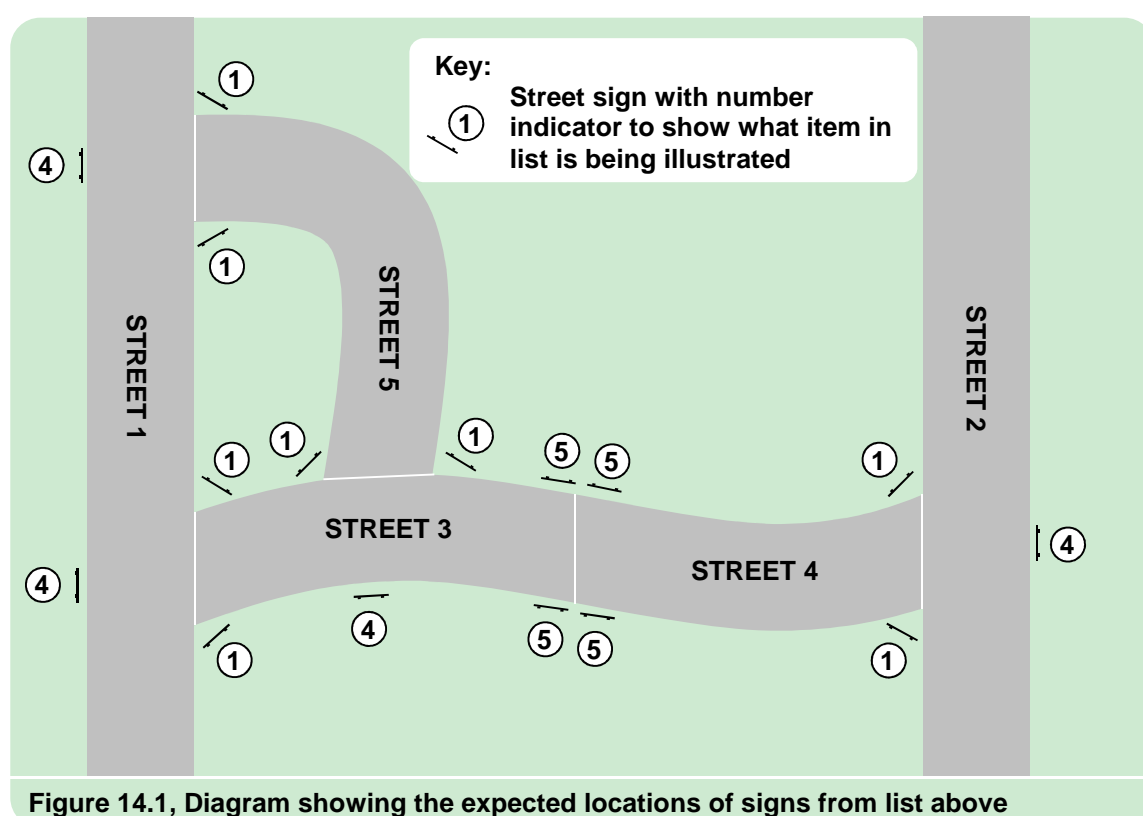 1
Key:
1
Street sign with number
indicator to show what item in
list is being illustrated
4
1
STREET 5
STREET 1
STREET 2
1
1
1
5
5
1
STREET 3
4
STREET 4
4
4
5
5
1
1
Figure 14.1, Diagram showing the expected locations of signs from list above